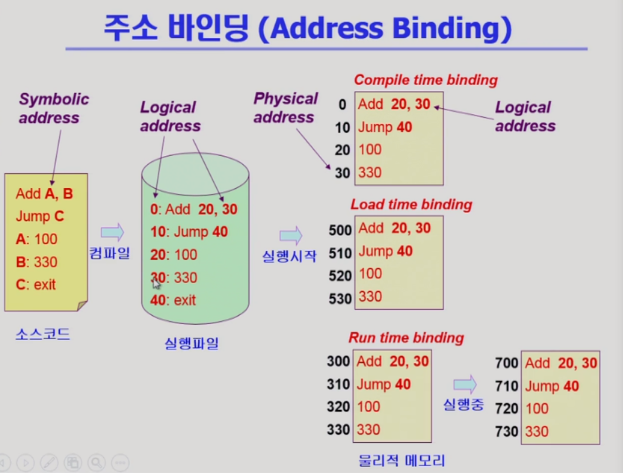 주소 바인딩 (Address Binding)
Symbolic
address
Add A, B
Jump C
A: 100
B: 330
C: exit
소스코드
컴파일
Logical
address
0: Add 20, 30
10: Jump 40
20: 100
30: 330
40: exit
실행파일
실행시작
Physical
address
Compile time binding
0 Add 20, 30
10 Jump 40
20 100
30 330
Logical
address
Load time binding
500 Add 20, 30
510 Jump 40
520 100
530 330
Run time binding
300 Add 20, 30
310 Jump 40
320 100
330 330
실행중
700 Add 20, 30
710 Jump 40
720 100
730 330
물리적 메모리